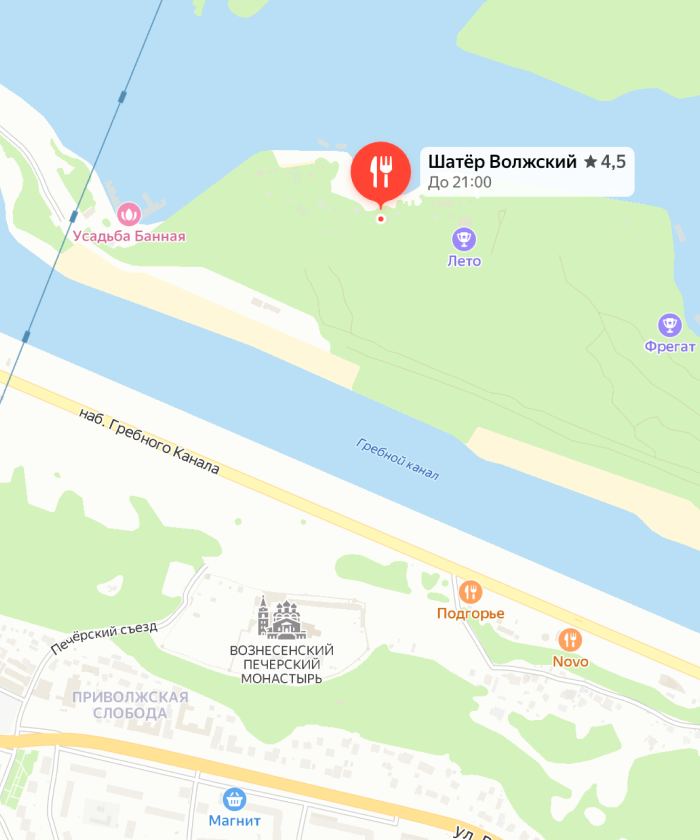 Шатёр Волжский ★ 4,5
До 21:00
Усадьба Банная
Лето
Фрегат
наб. Гребного Канала
Гребной канал
Подгорье
Печёрский съезд
ВОЗНЕСЕНСКИЙ
ПЕЧЕРСКИЙ
МОНАСТЫРЬ
Novo
ПРИВОЛЖСКАЯ
СЛОБОДА
Магнит
ул.